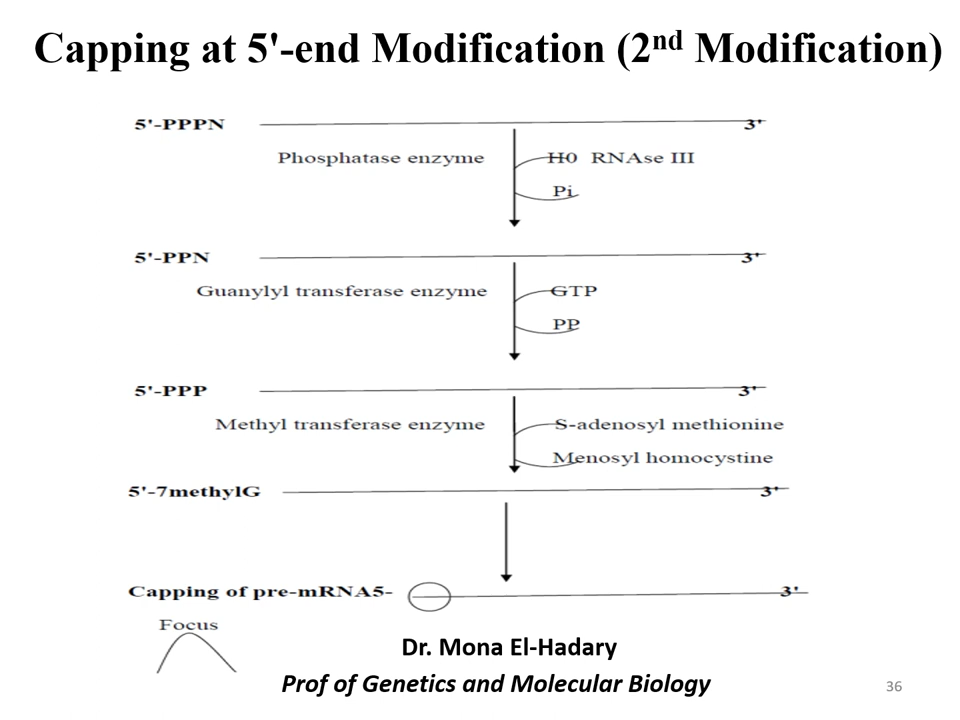 Capping at 5'-end Modification (2nd Modification)
5'-PPPN 3'
Phosphatase enzyme H0 RNAse III
Pi
5'-PPN 3'
Guanylyl transferase enzyme GTP
PP
5'-PPP 3'
Methyl transferase enzyme S-adenosyl methionine
Menosyl homocystine
5'-7methylG 3'
Capping of pre-mRNA5- 3'
Focus
Dr. Mona El-Hadary
Prof of Genetics and Molecular Biology
36